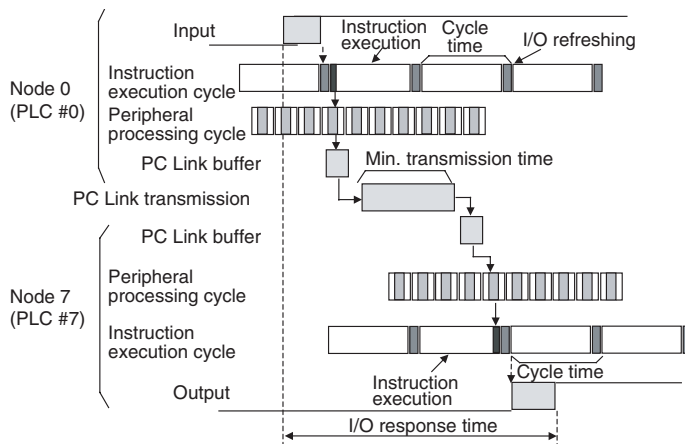 Input
Instruction
execution
Cycle
time
I/O refreshing
Node 0
(PLC #0)
Instruction
execution cycle
Peripheral
processing cycle
PC Link buffer
Min. transmission time
PC Link transmission
PC Link buffer
Node 7
(PLC #7)
Peripheral
processing cycle
Instruction
execution cycle
Instruction
execution
Cycle time
Output
I/O response time